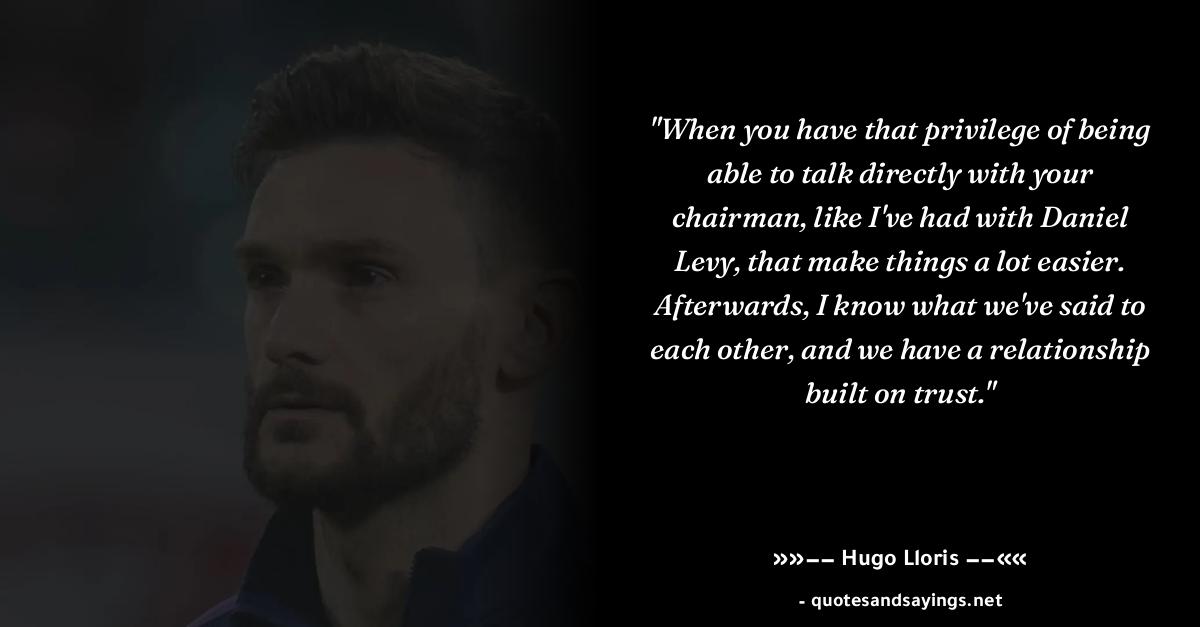 "When you have that privilege of being
able to talk directly with your
chairman, like I've had with Daniel
Levy, that make things a lot easier.
Afterwards, I know what we've said to
each other, and we have a relationship
built on trust."
»»−− Hugo Lloris −−««
- quotesandsayings.net